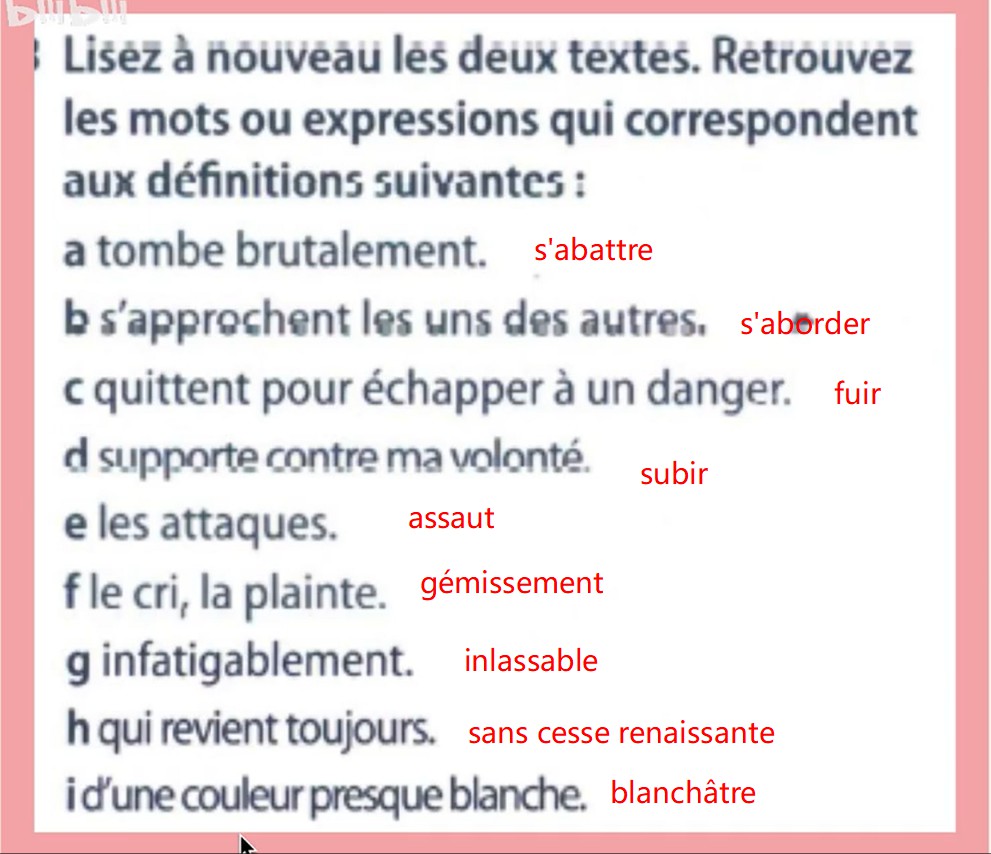 bilibili
Lisez à nouveau les deux textes. Retrouvez
les mots ou expressions qui correspondent
aux définitions suivantes :
a tombe brutalement. s'abattre
b s'approchent les uns des autres. s'aborder
c quittent pour échapper à un danger. fuir
d supporte contre ma volonté. subir
e les attaques. assaut
f le cri, la plainte. gémissement
g infatigablement. inlassable
h qui revient toujours. sans cesse renaissante
i d'une couleur presque blanche. blanchâtre